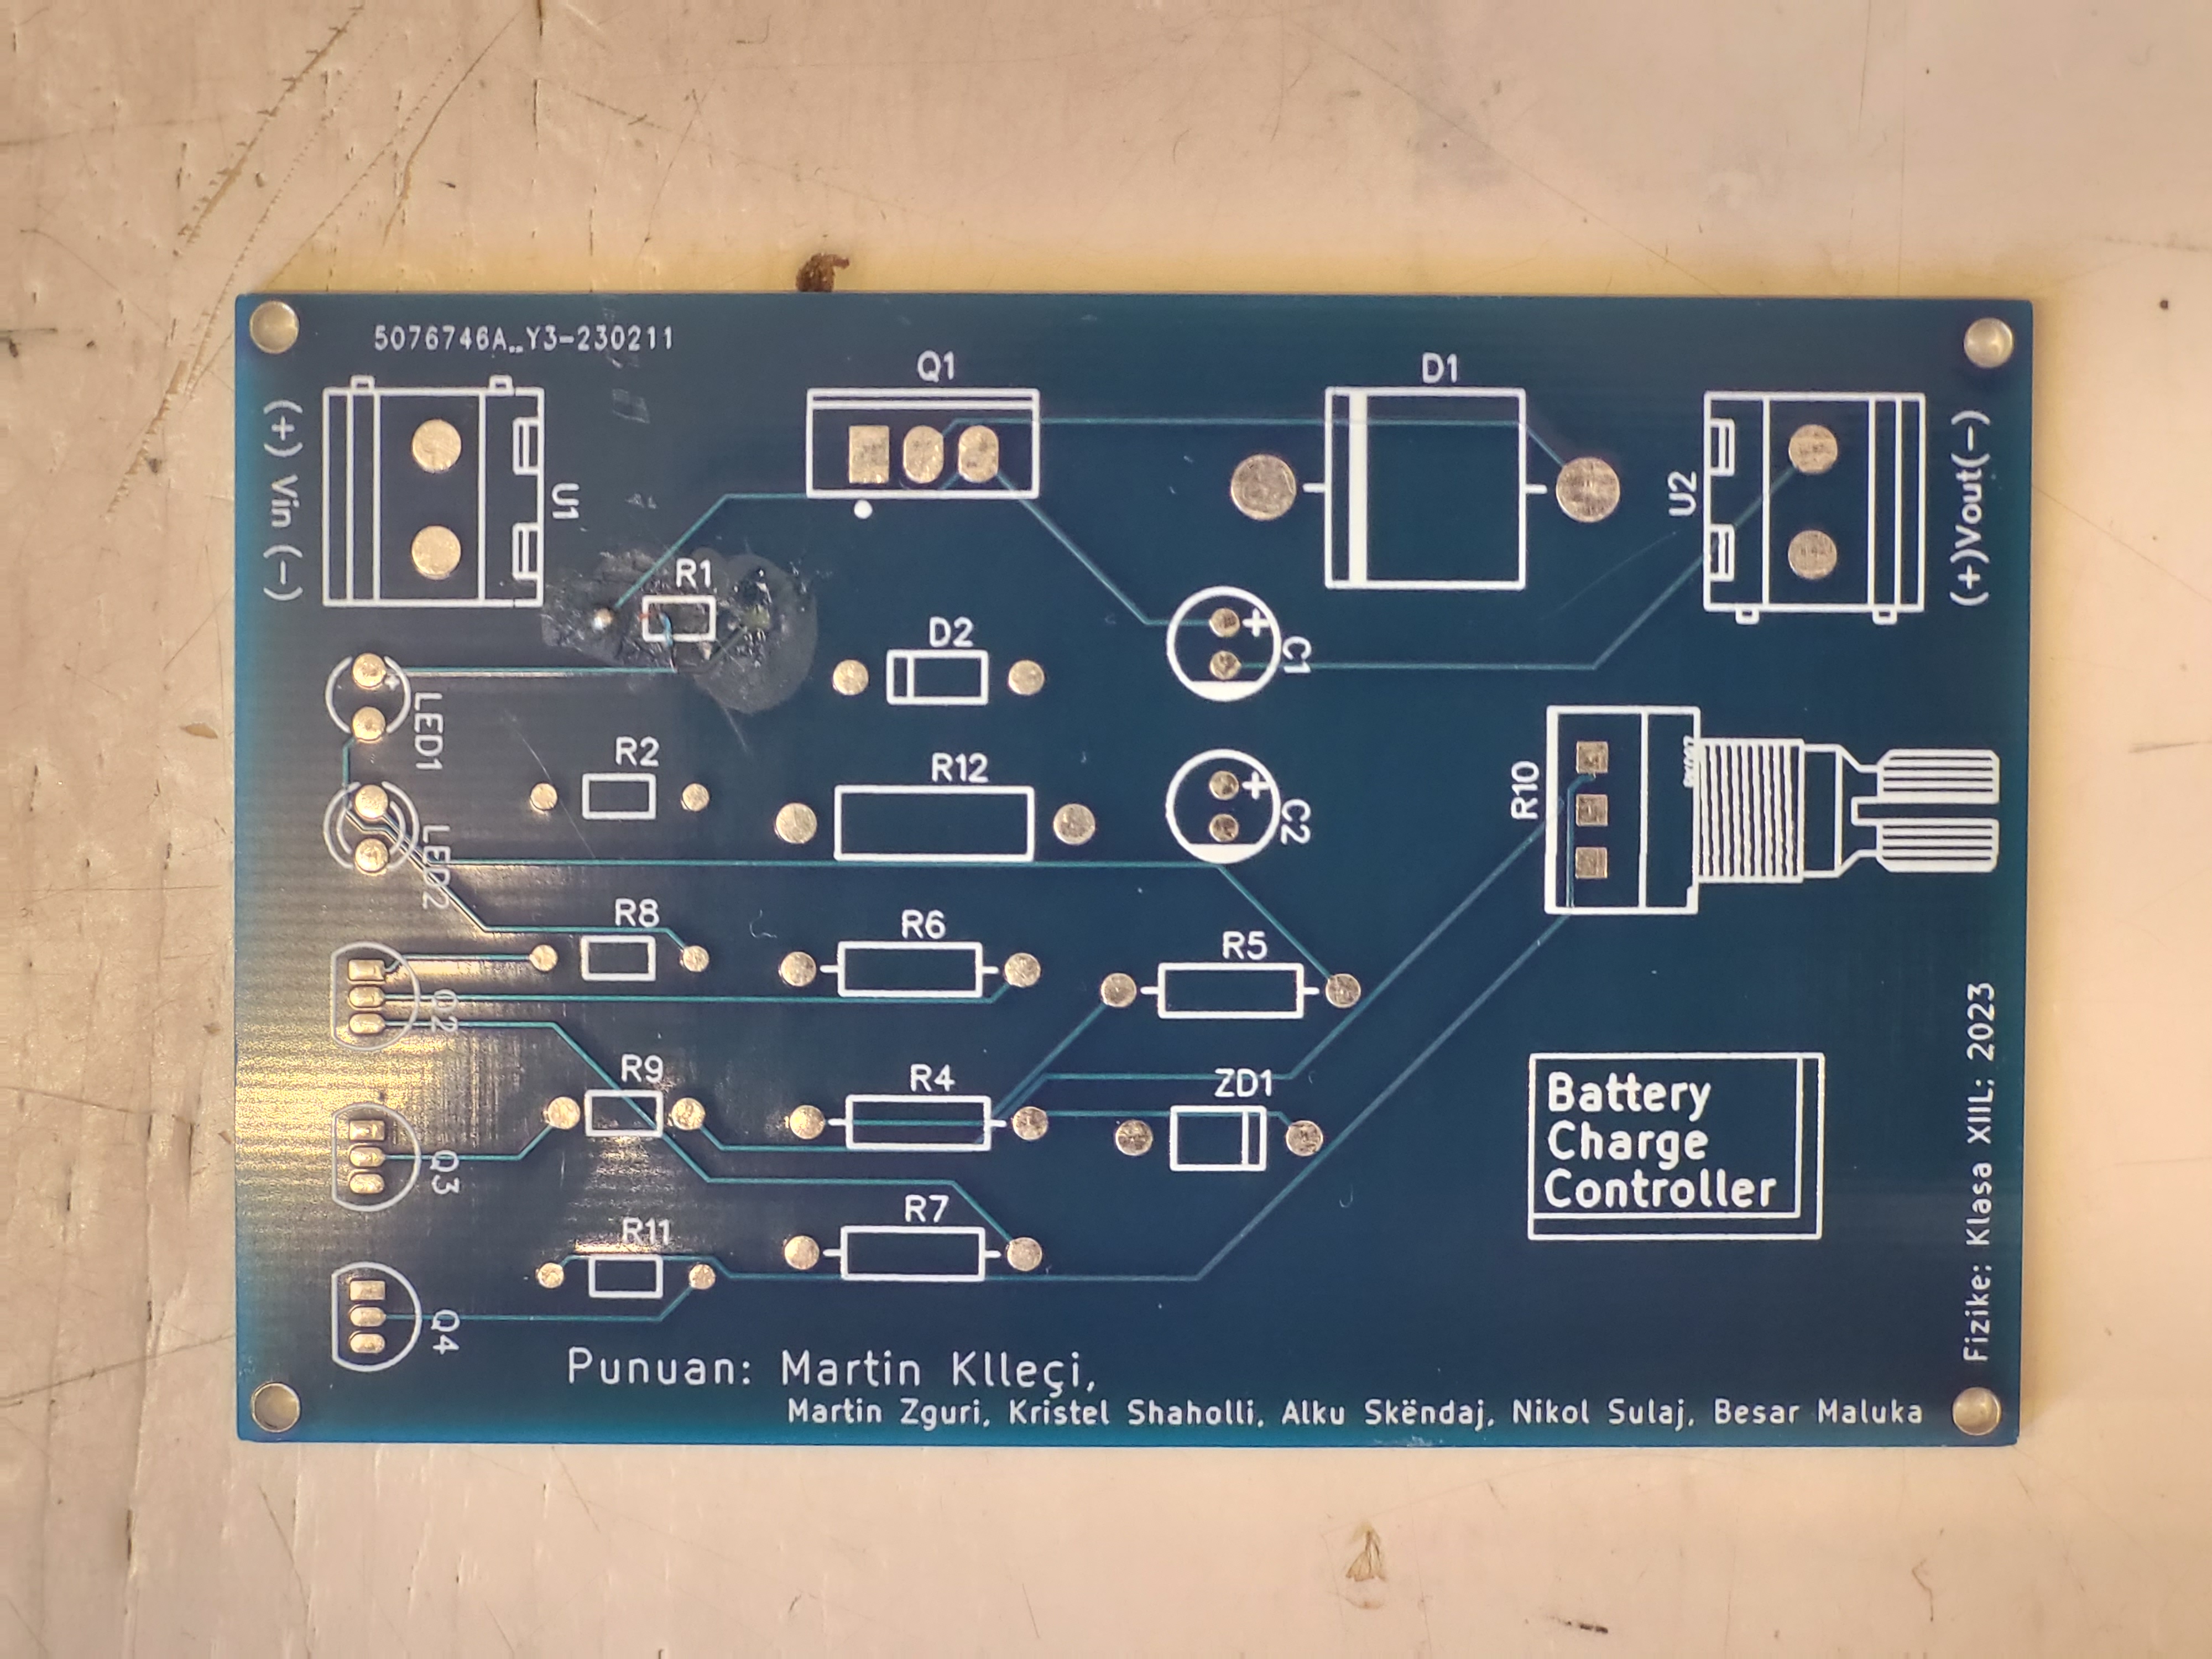 (+) Vin (-)
5076746A_Y3-230211
U1
LED1
LED2
Q2
Q3
Q4
R1
R2
R8
R9
R11
Q1
D2
R12
R6
R4
R7
C1
C2
R5
ZD1
D1
R10
U2
(+)Vout(-)
Battery
Charge
Controller
Punuan: Martin Klleçi,
Martin Zguri, Kristel Shaholli, Alku Skëndaj, Nikol Sulaj, Besar Maluka
Fizike; Klasa XIIL; 2023